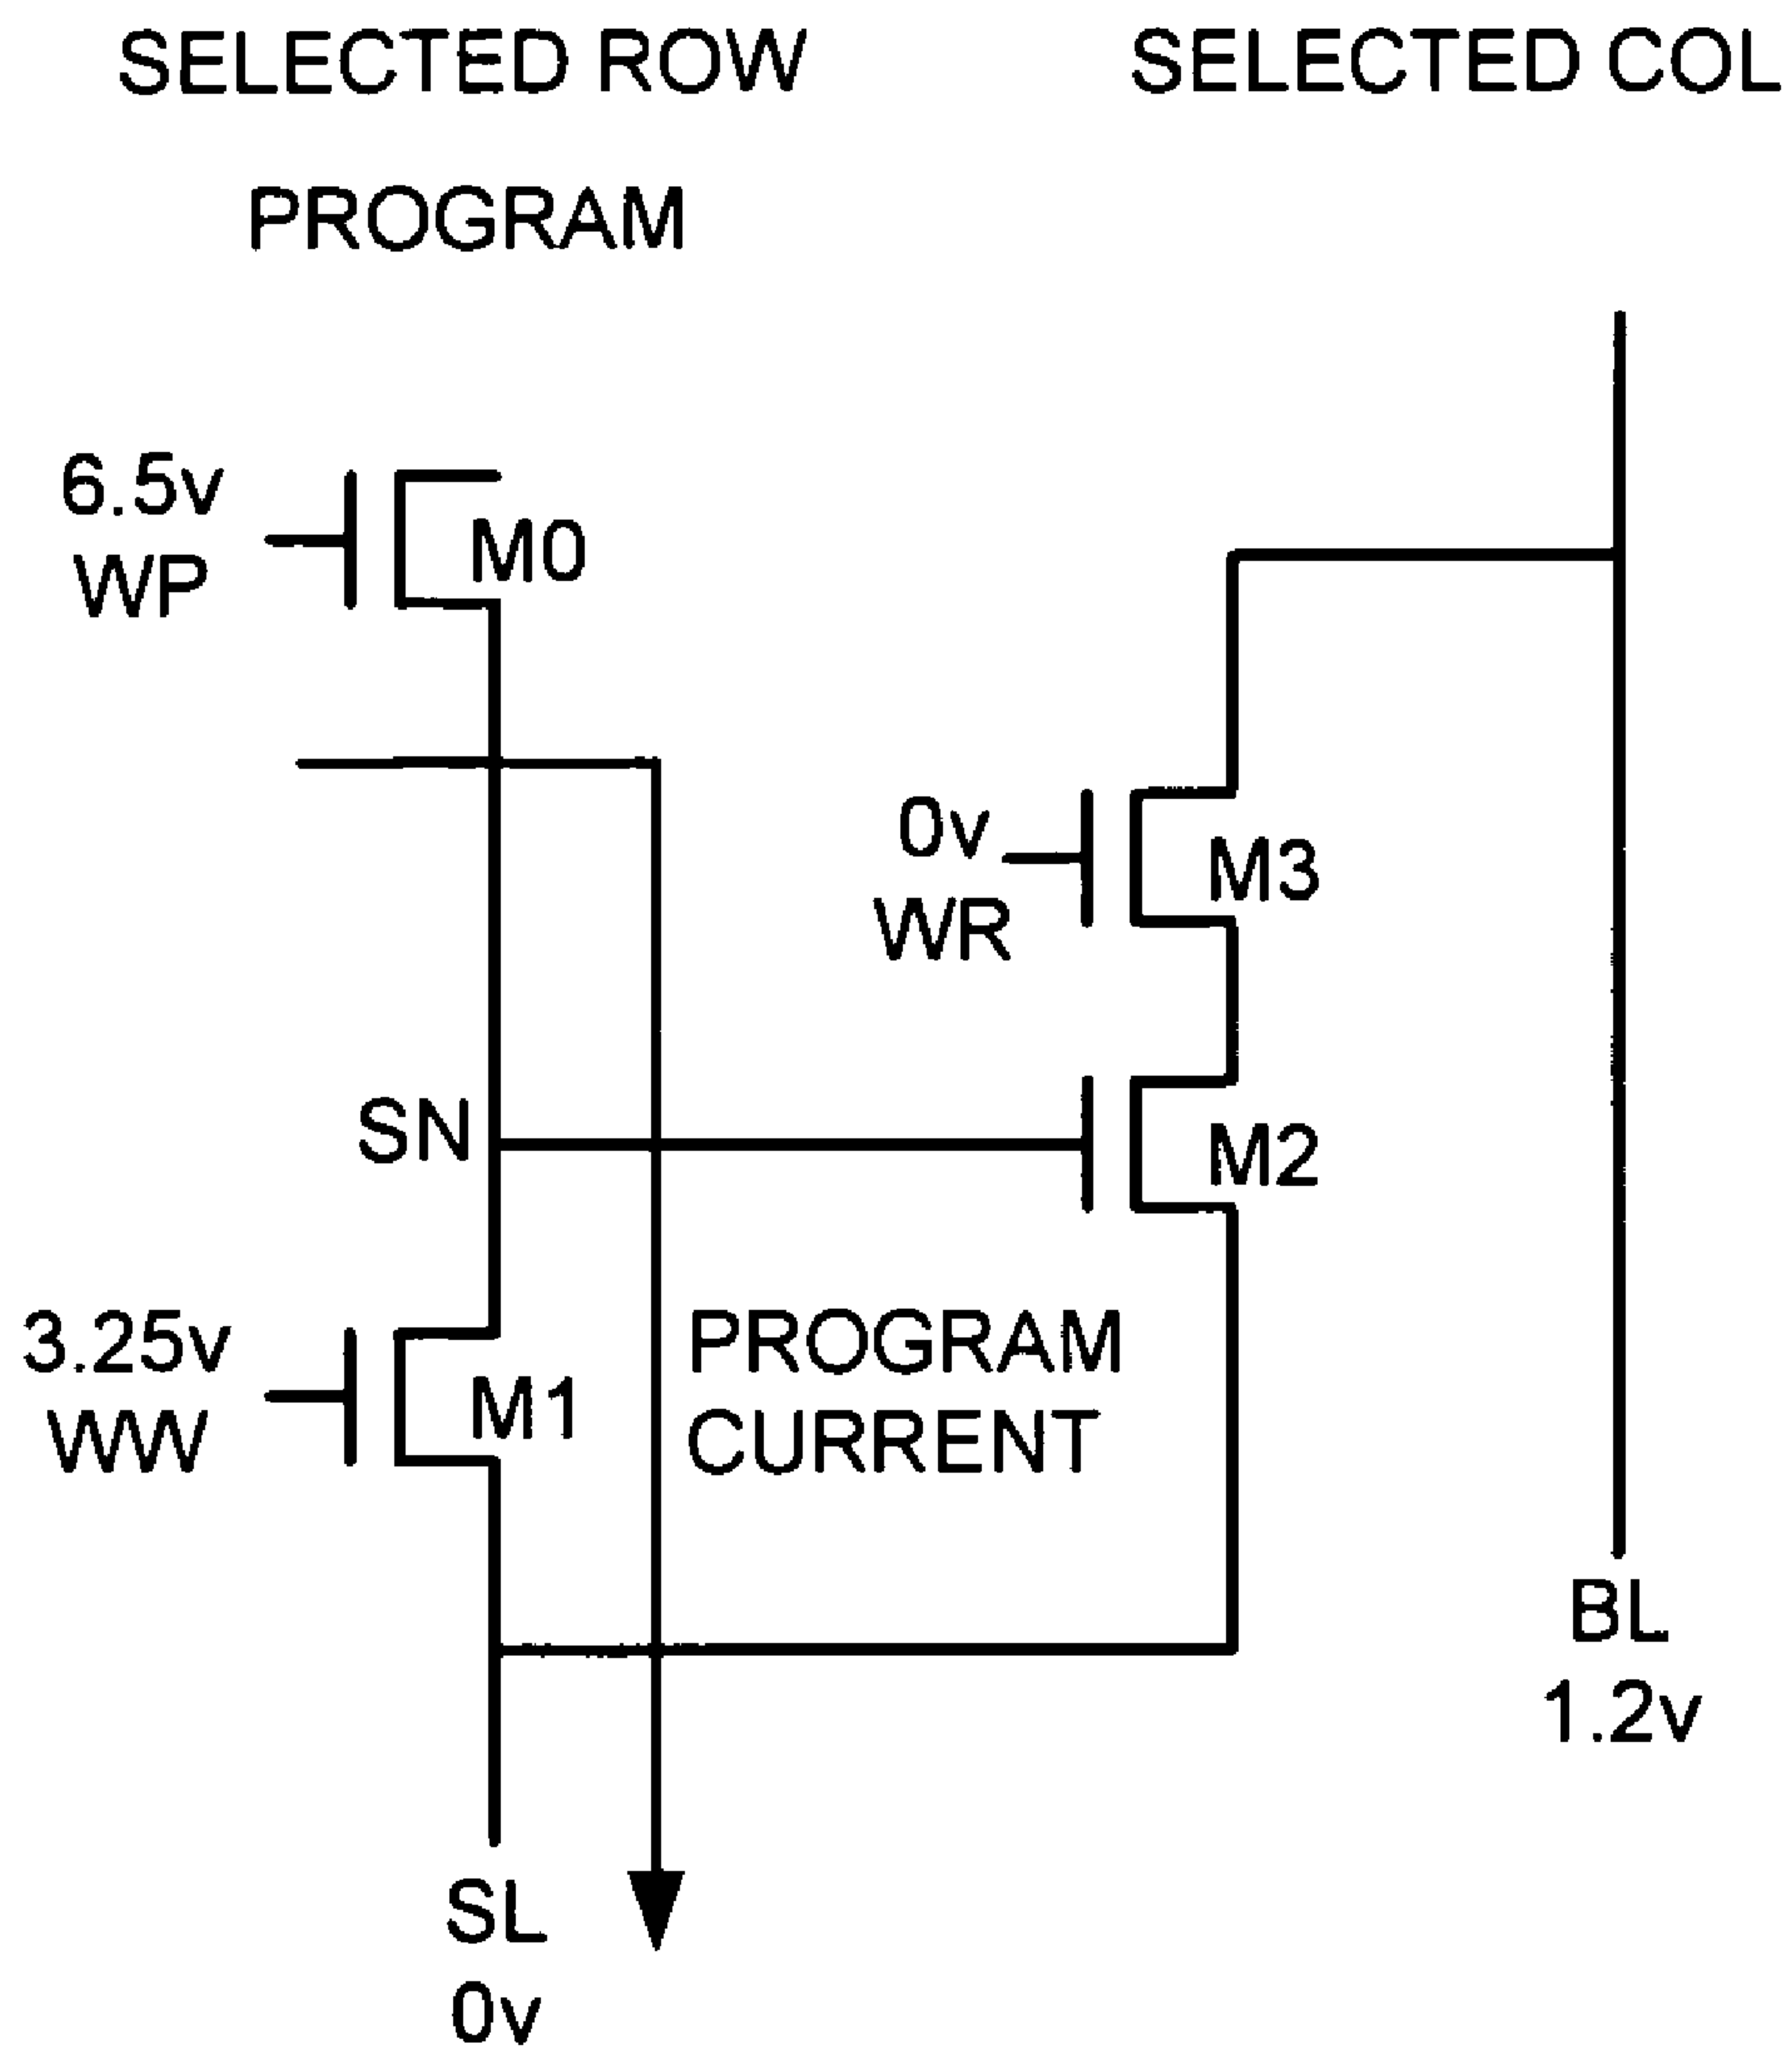 SELECTED ROW
SELECTED COL
PROGRAM
6.5v
WP
M0
0v
WR
M3
SN
M2
3.25v
WW
M1
PROGRAM
CURRENT
BL
1.2v
SL
0v